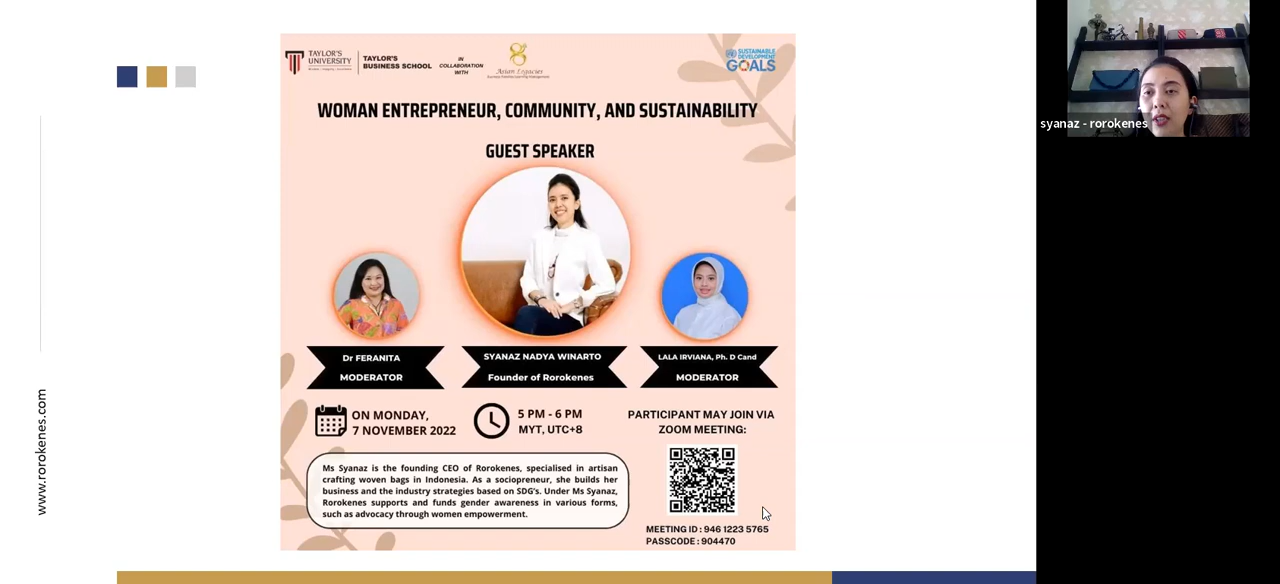 TAYLOR'S
UNIVERSITY
TAYLOR'S
BUSINESS SCHOOL
IN
COLLABORATION
WITH
Asian Legacies
SUSTAINABLE
DEVELOPMENT
GOALS
WOMAN ENTREPRENEUR, COMMUNITY, AND SUSTAINABILITY
GUEST SPEAKER
Dr FERANITA
MODERATOR
SYANAZ NADYA WINARTO
Founder of Rorokenes
LALA IRVIANA, Ph. D Cand
MODERATOR
ON MONDAY,
7 NOVEMBER 2022
5 PM - 6 PM
MYT, UTC+8
PARTICIPANT MAY JOIN VIA
ZOOM MEETING:
Ms Syanaz is the founding CEO of Rorokenes, specialised in artisan
crafting woven bags in Indonesia. As a sociopreneur, she builds her
business and the industry strategies based on SDG's. Under Ms Syanaz,
Rorokenes supports and funds gender awareness in various forms,
such as advocacy through women empowerment.
MEETING ID : 946 1223 5765
PASSCODE : 904470
www.rorokenes.com
syanaz - rorokenes